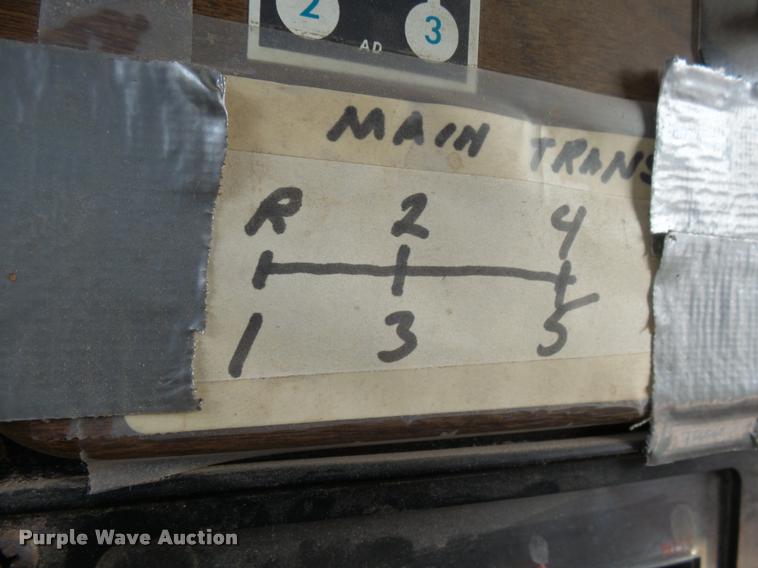 2
3
AD
MAIN TRANS
R 2 4
1 3 5
Purple Wave Auction